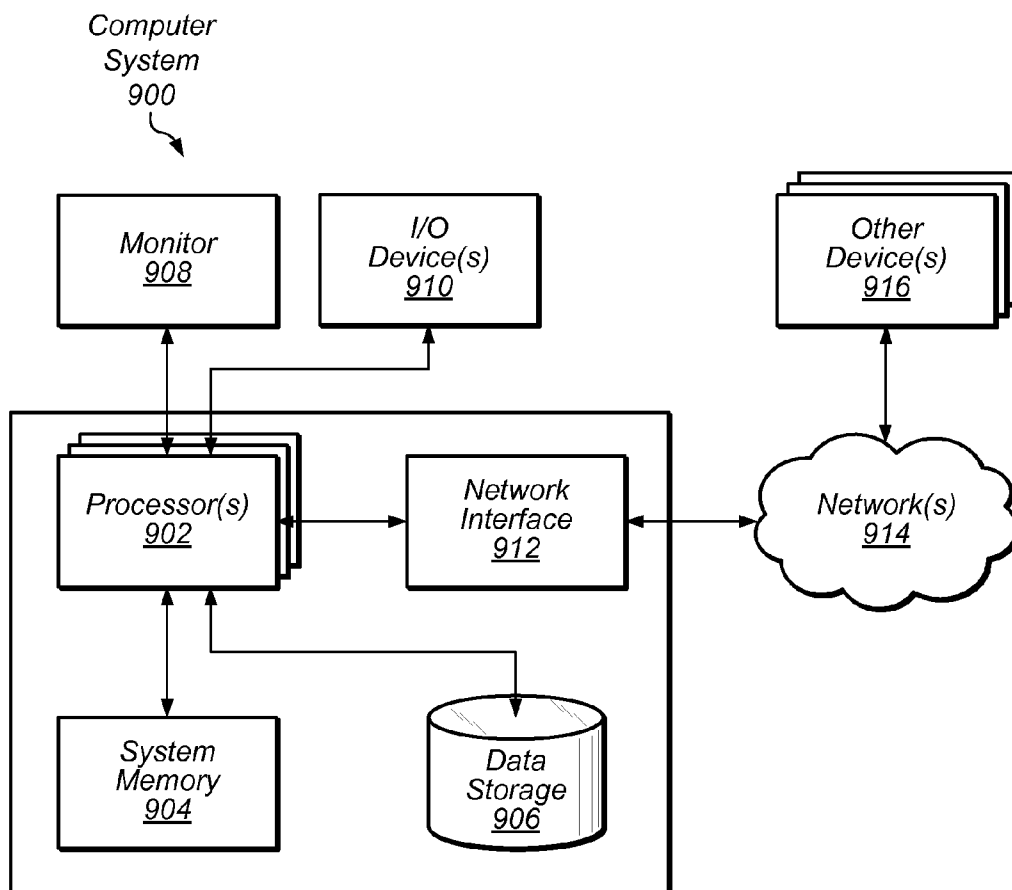 Computer
System
900
Monitor
908
I/O
Device(s)
910
Other
Device(s)
916
Processor(s)
902
Network
Interface
912
Network(s)
914
System
Memory
904
Data
Storage
906